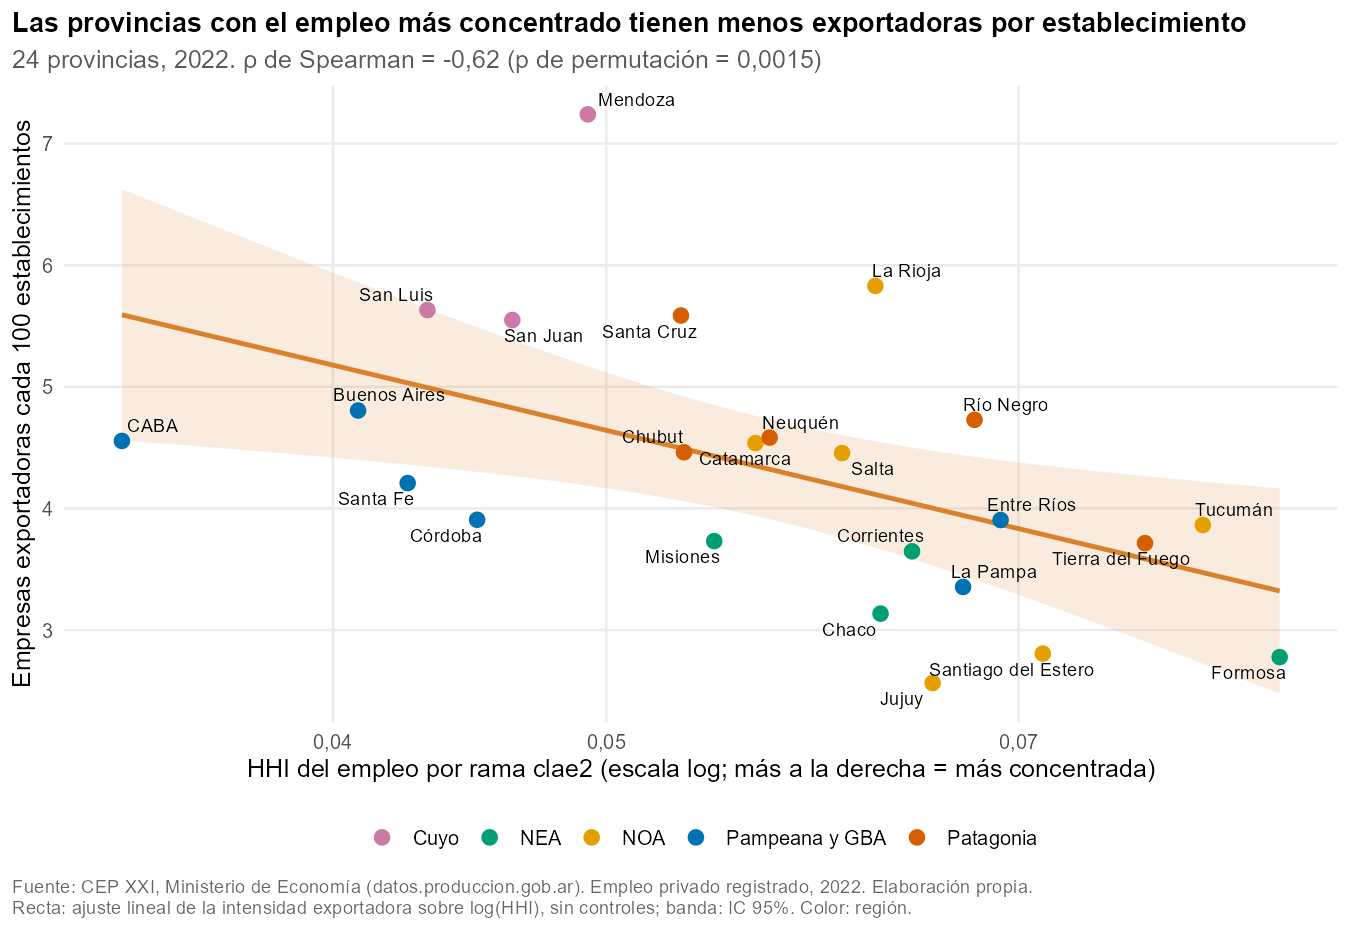 Las provincias con el empleo más concentrado tienen menos exportadoras por establecimiento
24 provincias, 2022. ρ de Spearman = -0,62 (p de permutación = 0,0015)
Empresas exportadoras cada 100 establecimientos
7
6
5
4
3
Mendoza
La Rioja
San Luis
San Juan
Santa Cruz
Buenos Aires
Río Negro
CABA
Neuquén
Chubut
Catamarca
Salta
Santa Fe
Entre Ríos
Tucumán
Córdoba
Corrientes
Misiones
Tierra del Fuego
La Pampa
Chaco
Santiago del Estero
Formosa
Jujuy
0,04
0,05
0,07
HHI del empleo por rama clae2 (escala log; más a la derecha = más concentrada)
Cuyo
NEA
NOA
Pampeana y GBA
Patagonia
Fuente: CEP XXI, Ministerio de Economía (datos.produccion.gob.ar). Empleo privado registrado, 2022. Elaboración propia.
Recta: ajuste lineal de la intensidad exportadora sobre log(HHI), sin controles; banda: IC 95%. Color: región.